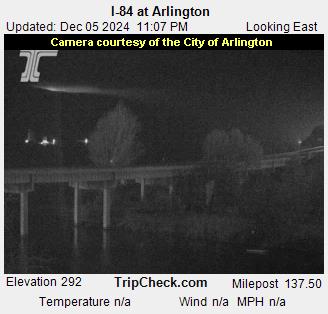 I-84 at Arlington
Updated: Dec 05 2024 11:07 PM Looking East
Camera courtesy of the City of Arlington
Elevation 292 TripCheck.com Milepost 137.50
Temperature n/a Wind n/a MPH n/a